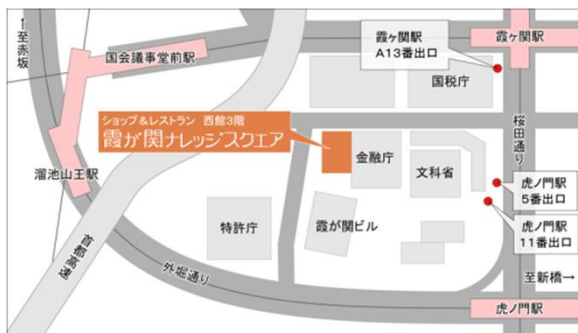 ↑至赤坂
国会議事堂前駅
霞ヶ関駅
A13番出口
霞ヶ関駅
国税庁
ショップ&レストラン 西館3階
霞が関ナレッジスクエア
金融庁
文科省
桜田通り
溜池山王駅
虎ノ門駅
5番出口
特許庁
霞が関ビル
虎ノ門駅
11番出口
首都高速
外堀通り
至新橋→
虎ノ門駅